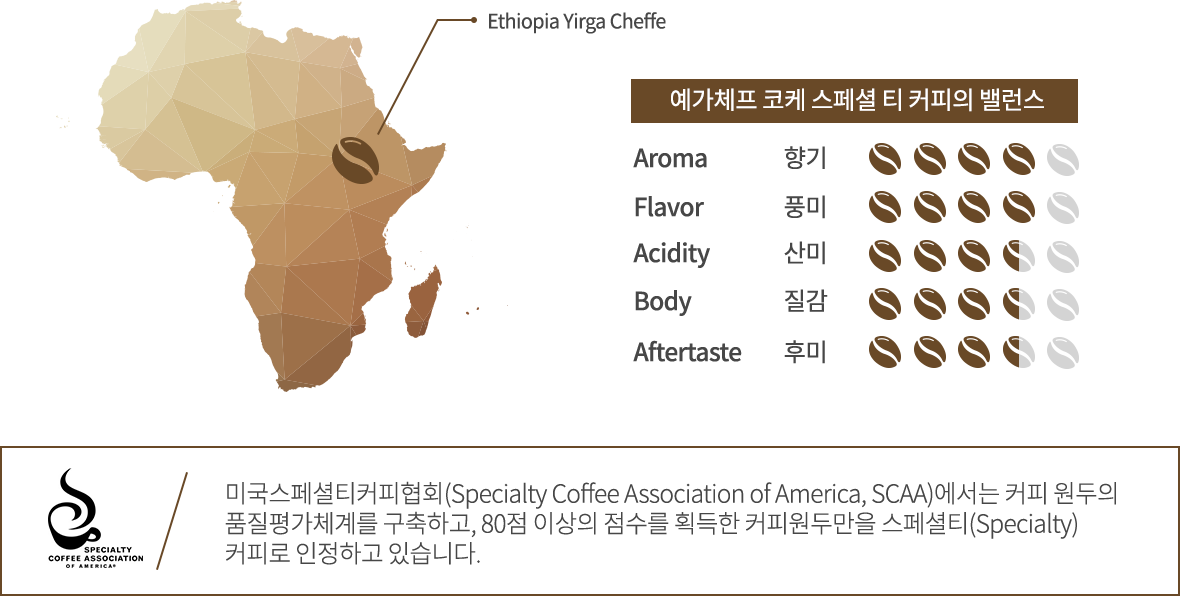 Ethiopia Yirga Cheffe
예가체프 코케 스페셜 티 커피의 밸런스
Aroma 향기
Flavor 풍미
Acidity 산미
Body 질감
Aftertaste 후미
미국스페셜티커피협회(Specialty Coffee Association of America, SCAA)에서는 커피 원두의
품질평가체계를 구축하고, 80점 이상의 점수를 획득한 커피원두만을 스페셜티(Specialty)
커피로 인정하고 있습니다.
SPECIALTY
COFFEE ASSOCIATION
OF AMERICA®